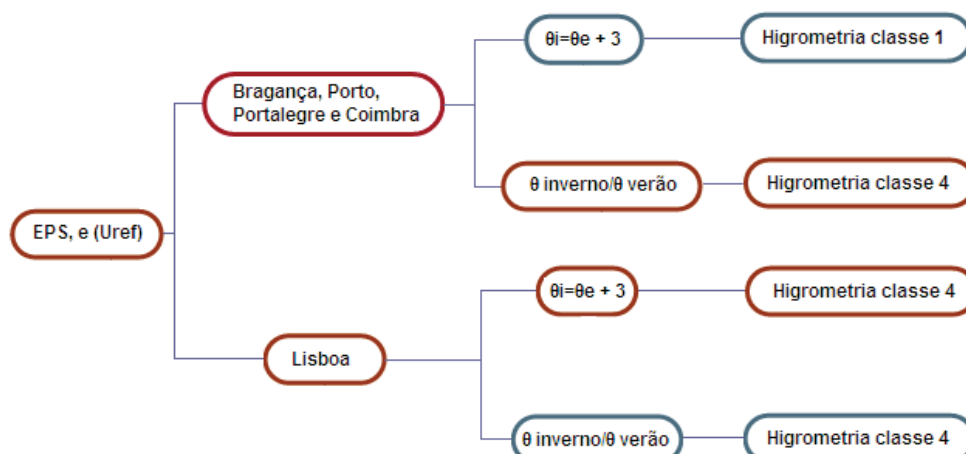 θi=θe + 3
Higrometria classe 1
Bragança, Porto,
Portalegre e Coimbra
θ inverno/θ verão
Higrometria classe 4
EPS, e (Uref)
θi=θe + 3
Higrometria classe 4
Lisboa
θ inverno/θ verão
Higrometria classe 4